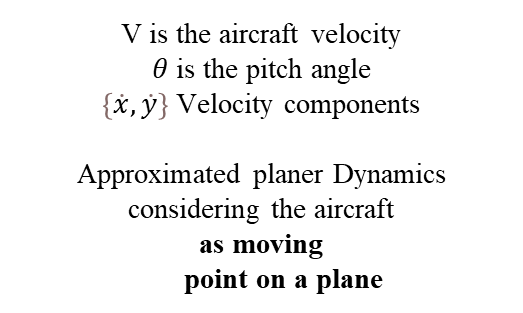 V is the aircraft velocity
θ is the pitch angle
{ẋ, ẏ} Velocity components
Approximated planer Dynamics
considering the aircraft
as moving
point on a plane